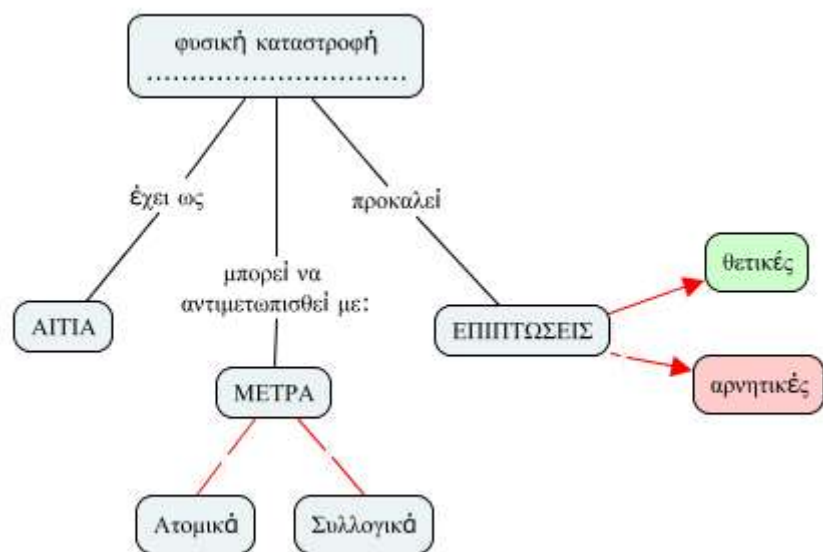 φυσική καταστροφή
..............................
έχει ως
προκαλεί
μπορεί να
αντιμετωπισθεί με:
θετικές
ΑΙΤΙΑ
ΕΠΙΠΤΩΣΕΙΣ
αρνητικές
ΜΕΤΡΑ
Ατομικά
Συλλογικά